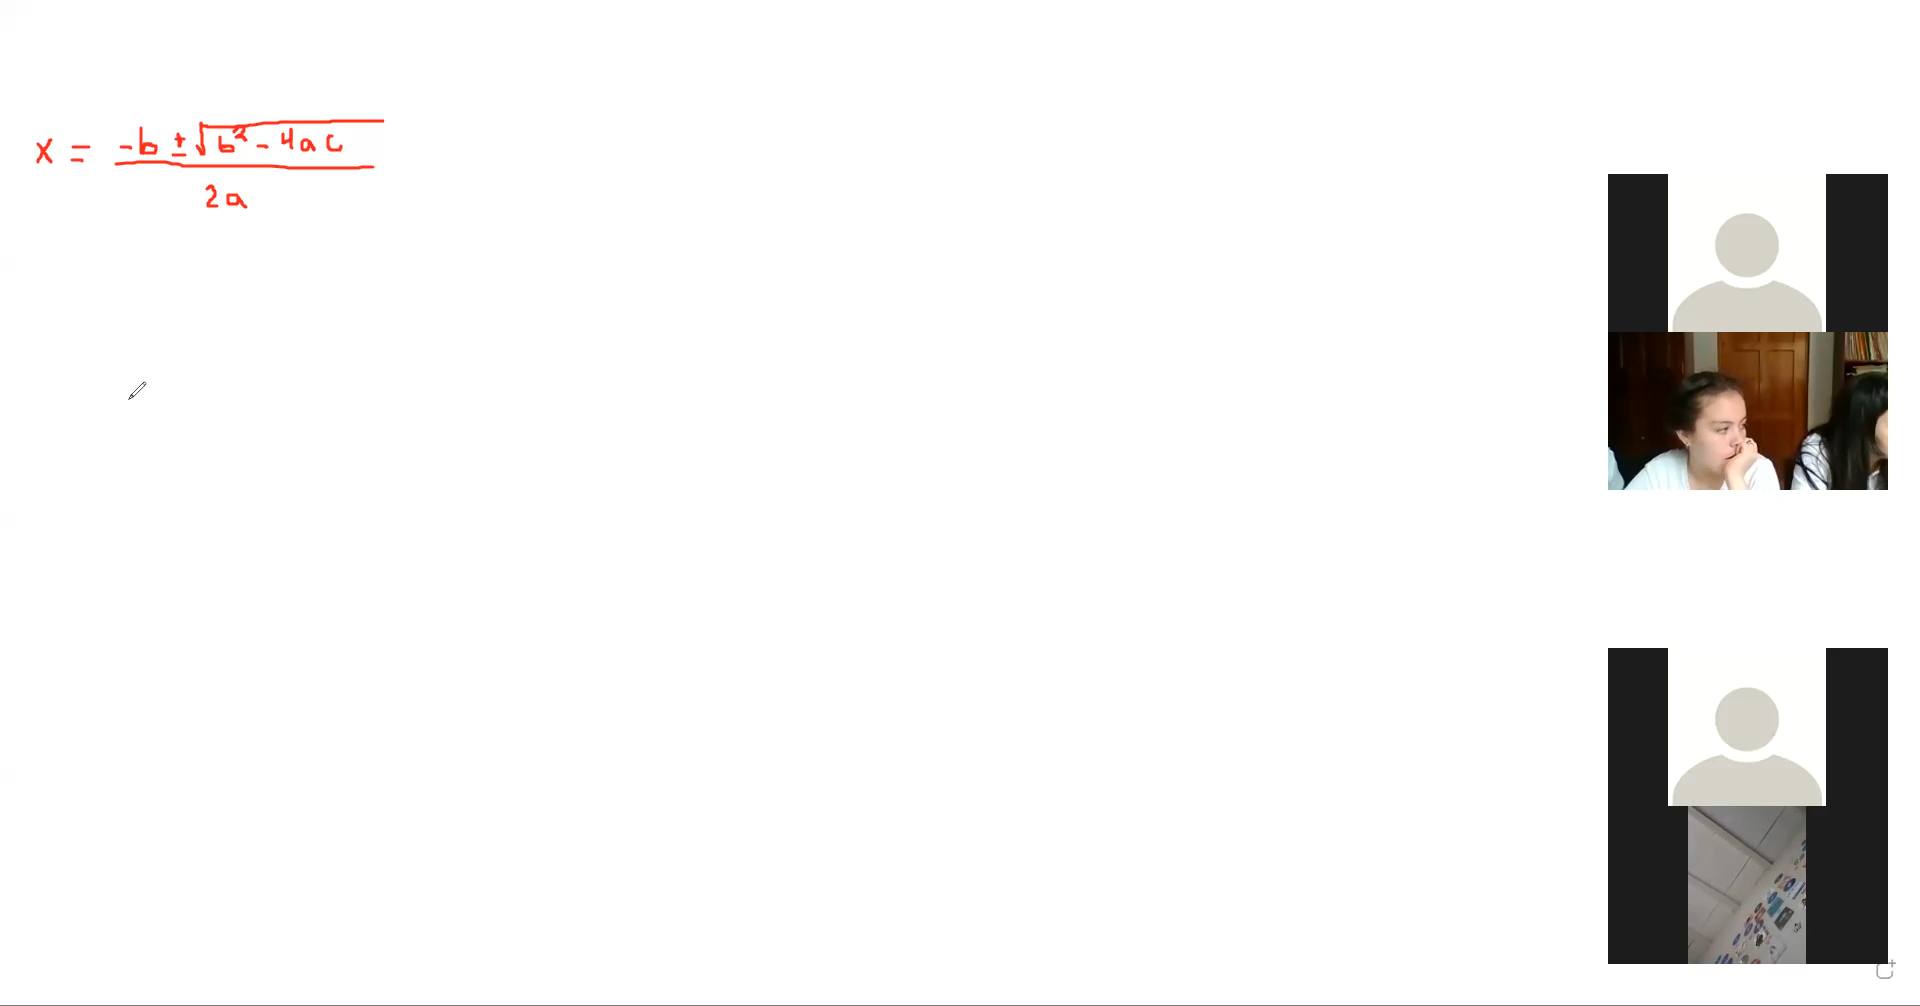 x = -b ± √b² - 4ac
2a